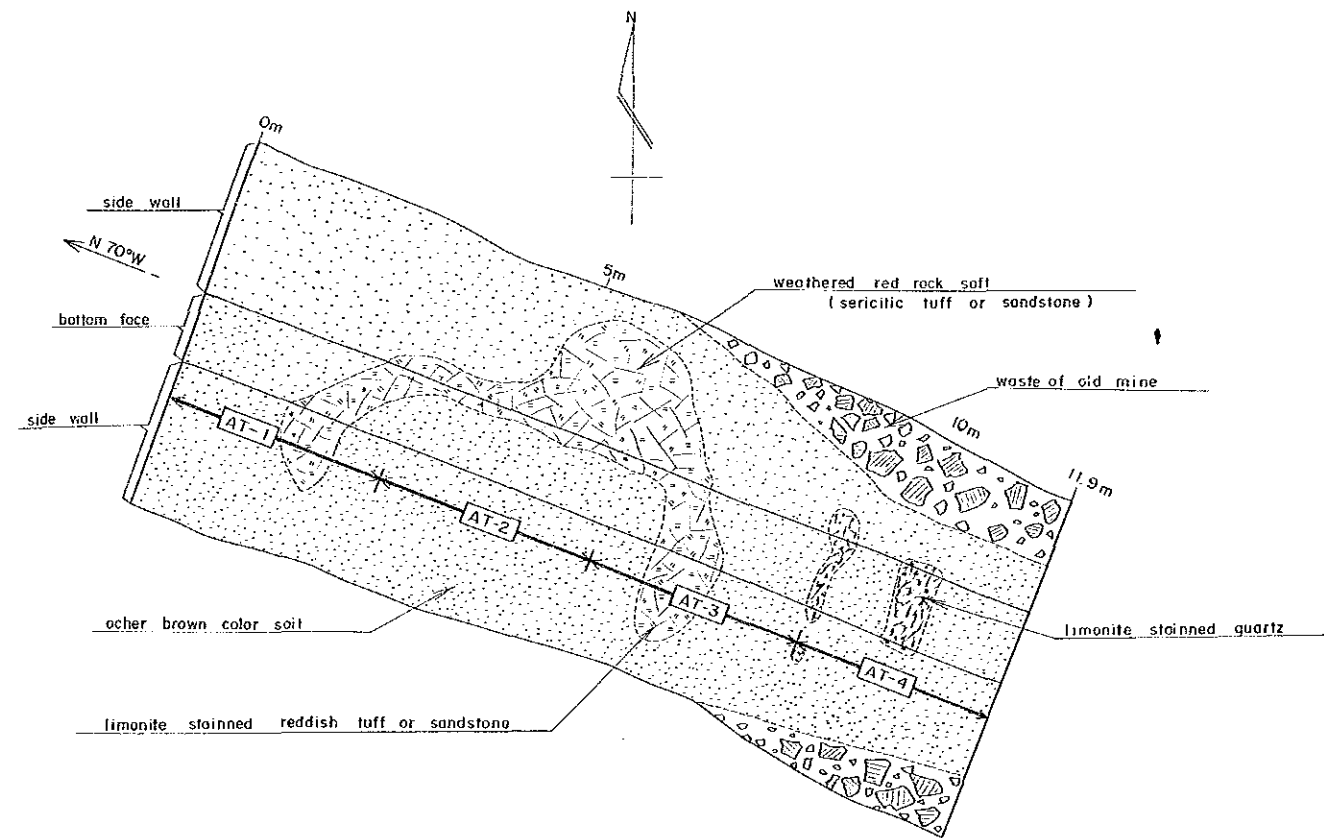 N
0m
side wall
N 70°W
5m
weathered red rock soft
( sericitic tuff or sandstone )
bottom face
waste of old mine
side wall
10m
11.9m
AT-1
AT-2
AT-3
AT-4
ocher brown color soil
limonite stainned quartz
limonite stainned reddish tuff or sandstone